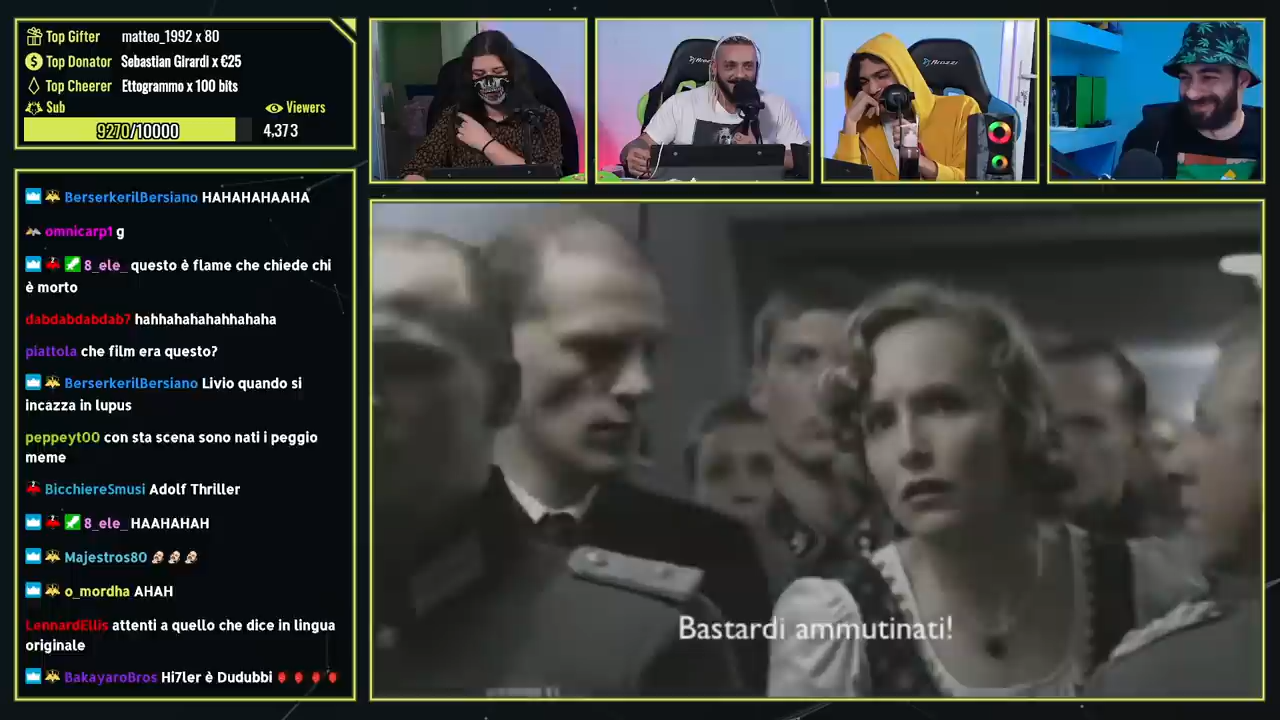 Top Gifter matteo_1992 x 80
Top Donator Sebastian Girardi x €25
Top Cheerer Ettogrammo x 100 bits
Sub Viewers
9270/10000 4,373
BerserkerilBersiano HAHAHAHAAHA
omnicarp1 g
8_ele_ questo è flame che chiede chi
è morto
dabdabdabdab7 hahhahahahahhahaha
piattola che film era questo?
BerserkerilBersiano Livio quando si
incazza in lupus
peppeyt00 con sta scena sono nati i peggio
meme
BicchiereSmusi Adolf Thriller
8_ele_ HAAHAHAH
Majestros80
o_mordha AHAH
LennardEllis attenti a quello che dice in lingua
originale
BakayaroBros Hi7ler è Dudubbi
Bastardi ammutinati!